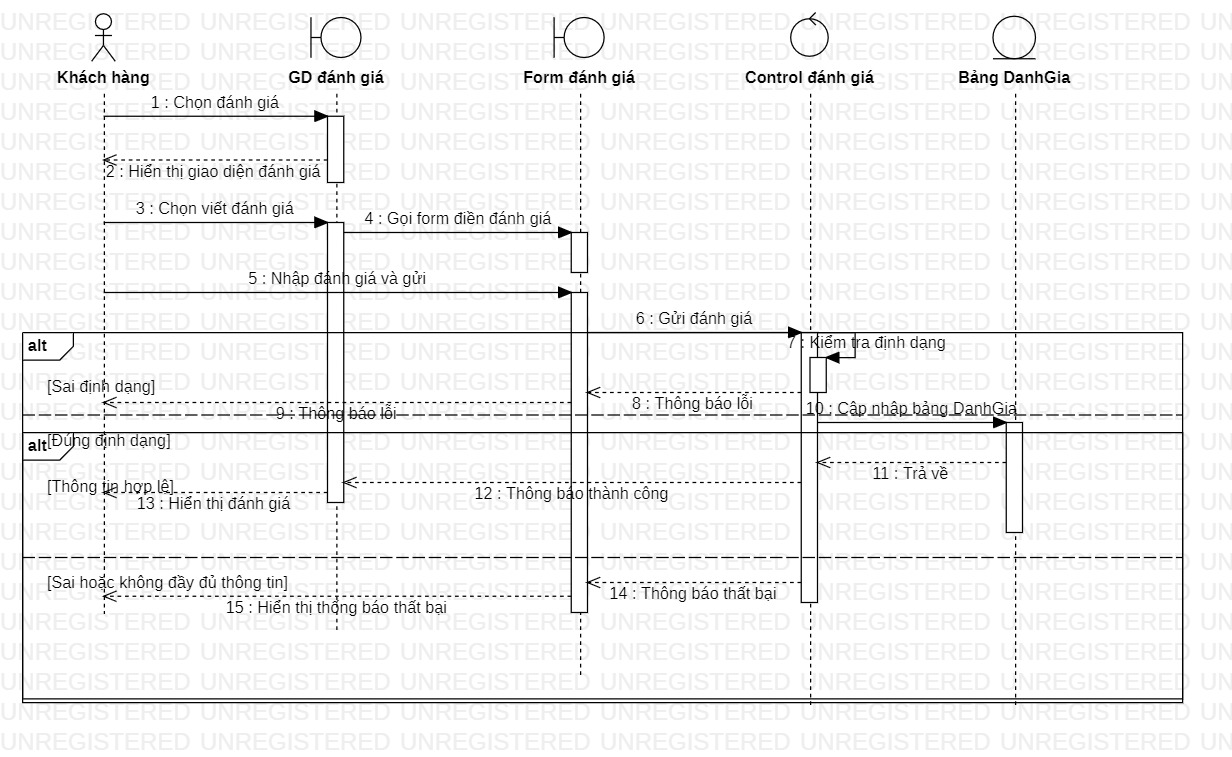 Khách hàng
GD đánh giá
Form đánh giá
Control đánh giá
Bảng DanhGia
1 : Chọn đánh giá
2 : Hiển thị giao diện đánh giá
3 : Chọn viết đánh giá
4 : Gọi form điền đánh giá
5 : Nhập đánh giá và gửi
6 : Gửi đánh giá
alt
7 : Kiểm tra định dạng
[Sai định dạng]
8 : Thông báo lỗi
9 : Thông báo lỗi
10 : Cập nhập bảng DanhGia
alt
[Đúng định dạng]
11 : Trả về
[Thông tin hợp lệ]
12 : Thông báo thành công
13 : Hiển thị đánh giá
[Sai hoặc không đầy đủ thông tin]
14 : Thông báo thất bại
15 : Hiển thị thông báo thất bại
UNREGISTERED